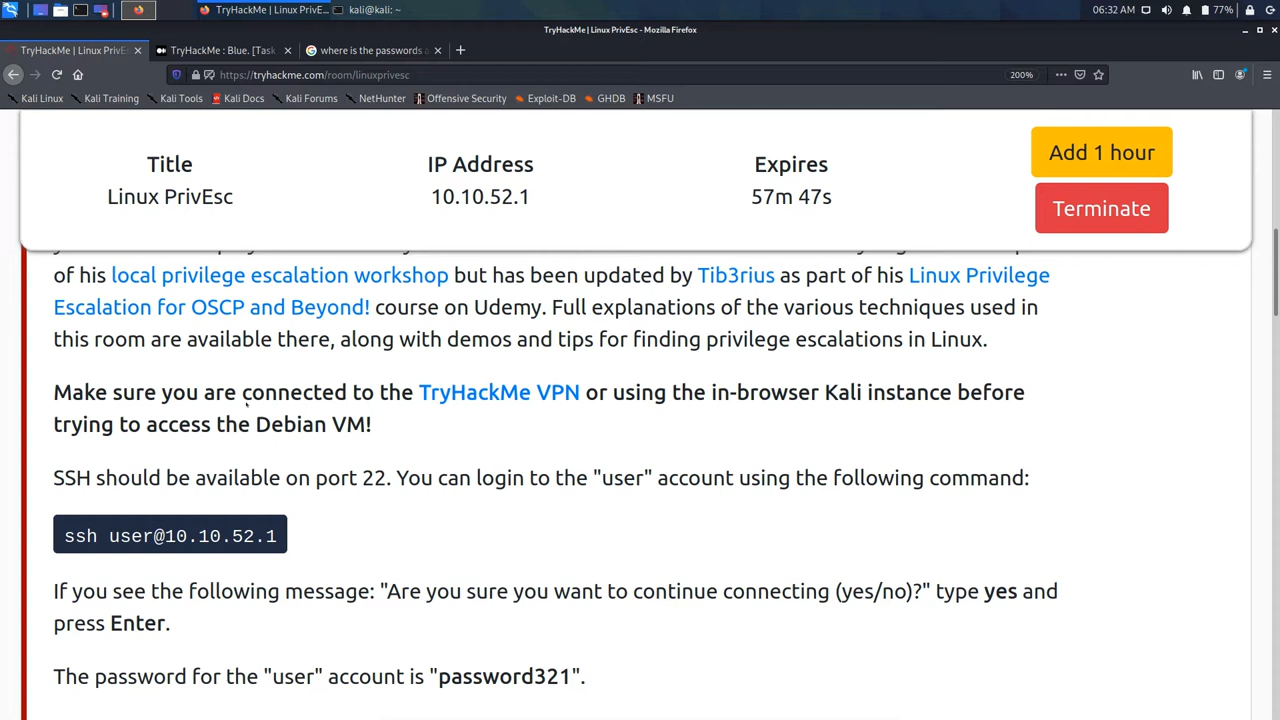 TryHackMe | Linux PrivE... kali@kali: ~ 06:32 AM 77%
TryHackMe | Linux PrivEsc - Mozilla Firefox
TryHackMe | Linux PrivEsc TryHackMe : Blue. [Task where is the passwords a
https://tryhackme.com/room/linuxprivesc 200%
Kali Linux Kali Training Kali Tools Kali Docs Kali Forums NetHunter Offensive Security Exploit-DB GHDB MSFU
Title IP Address Expires Add 1 hour
Linux PrivEsc 10.10.52.1 57m 47s Terminate
of his local privilege escalation workshop but has been updated by Tib3rius as part of his Linux Privilege
Escalation for OSCP and Beyond! course on Udemy. Full explanations of the various techniques used in
this room are available there, along with demos and tips for finding privilege escalations in Linux.
Make sure you are connected to the TryHackMe VPN or using the in-browser Kali instance before
trying to access the Debian VM!
SSH should be available on port 22. You can login to the "user" account using the following command:
ssh user@10.10.52.1
If you see the following message: "Are you sure you want to continue connecting (yes/no)?" type yes and
press Enter.
The password for the "user" account is "password321".